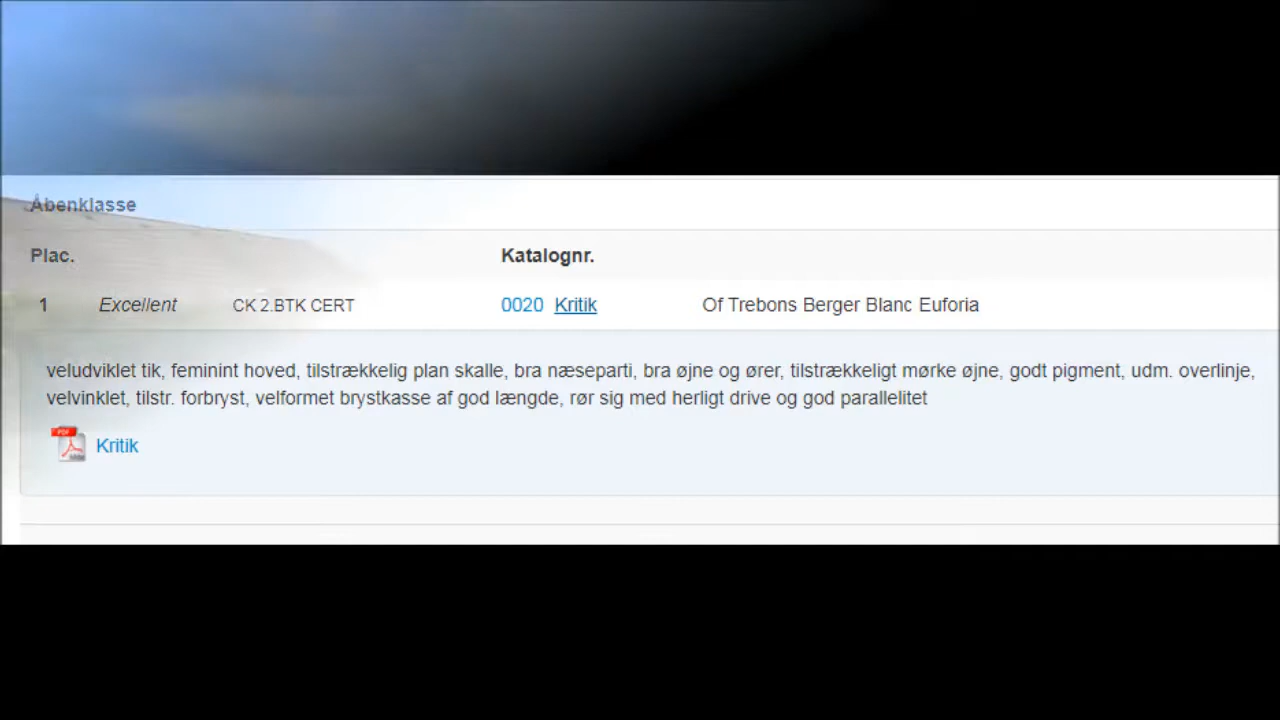 Åbenklasse
Plac. Katalognr.
1 Excellent CK 2.BTK CERT 0020 Kritik Of Trebons Berger Blanc Euforia
veludviklet tik, feminint hoved, tilstrækkelig plan skalle, bra næseparti, bra øjne og ører, tilstrækkeligt mørke øjne, godt pigment, udm. overlinje,
velvinklet, tilstr. forbryst, velformet brystkasse af god længde, rør sig med herligt drive og god parallelitet
PDF Kritik